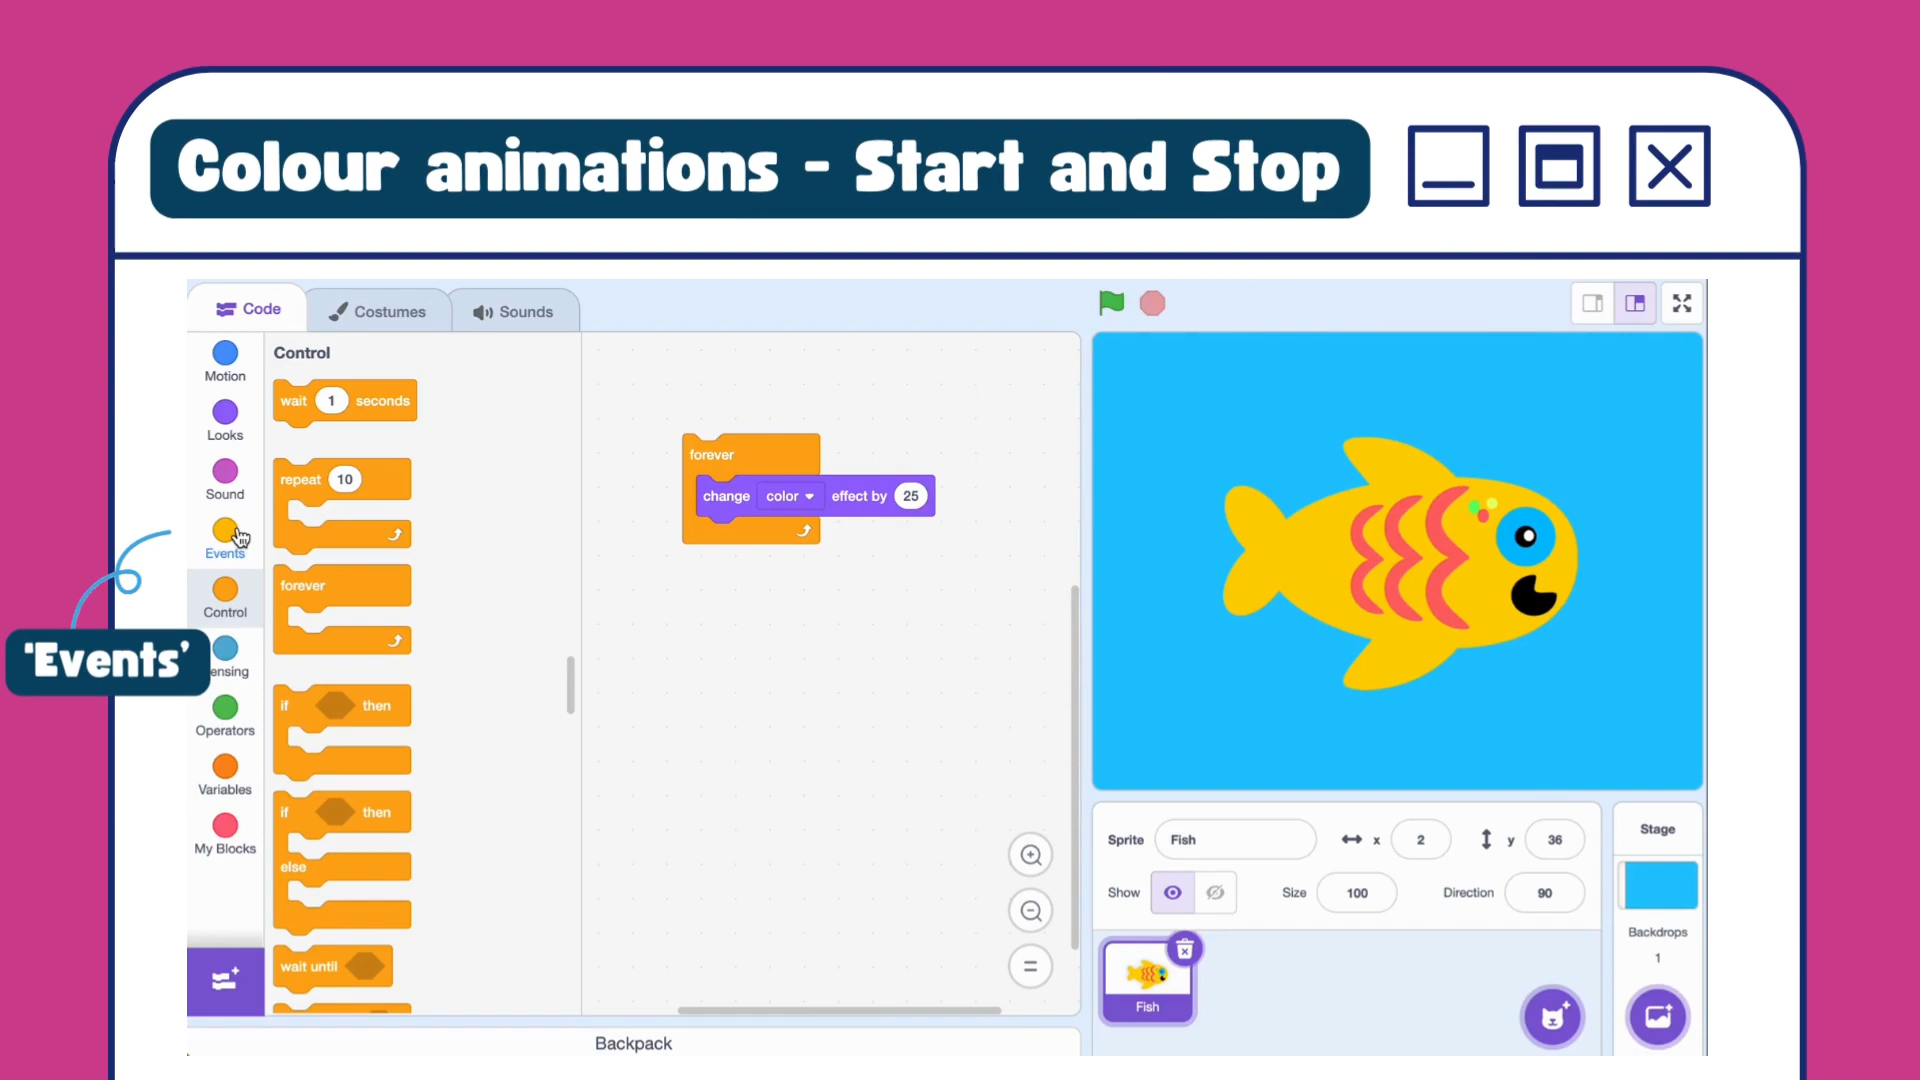 Colour animations - Start and Stop
Code
Costumes
Sounds
Motion
Looks
Sound
Events
Control
ensing
Operators
Variables
My Blocks
'Events'
Control
wait 1 seconds
repeat 10
forever
if then
if then
else
wait until
forever
change color effect by 25
Backpack
Sprite Fish x 2 y 36
Show Size 100 Direction 90
Fish
Stage
Backdrops
1